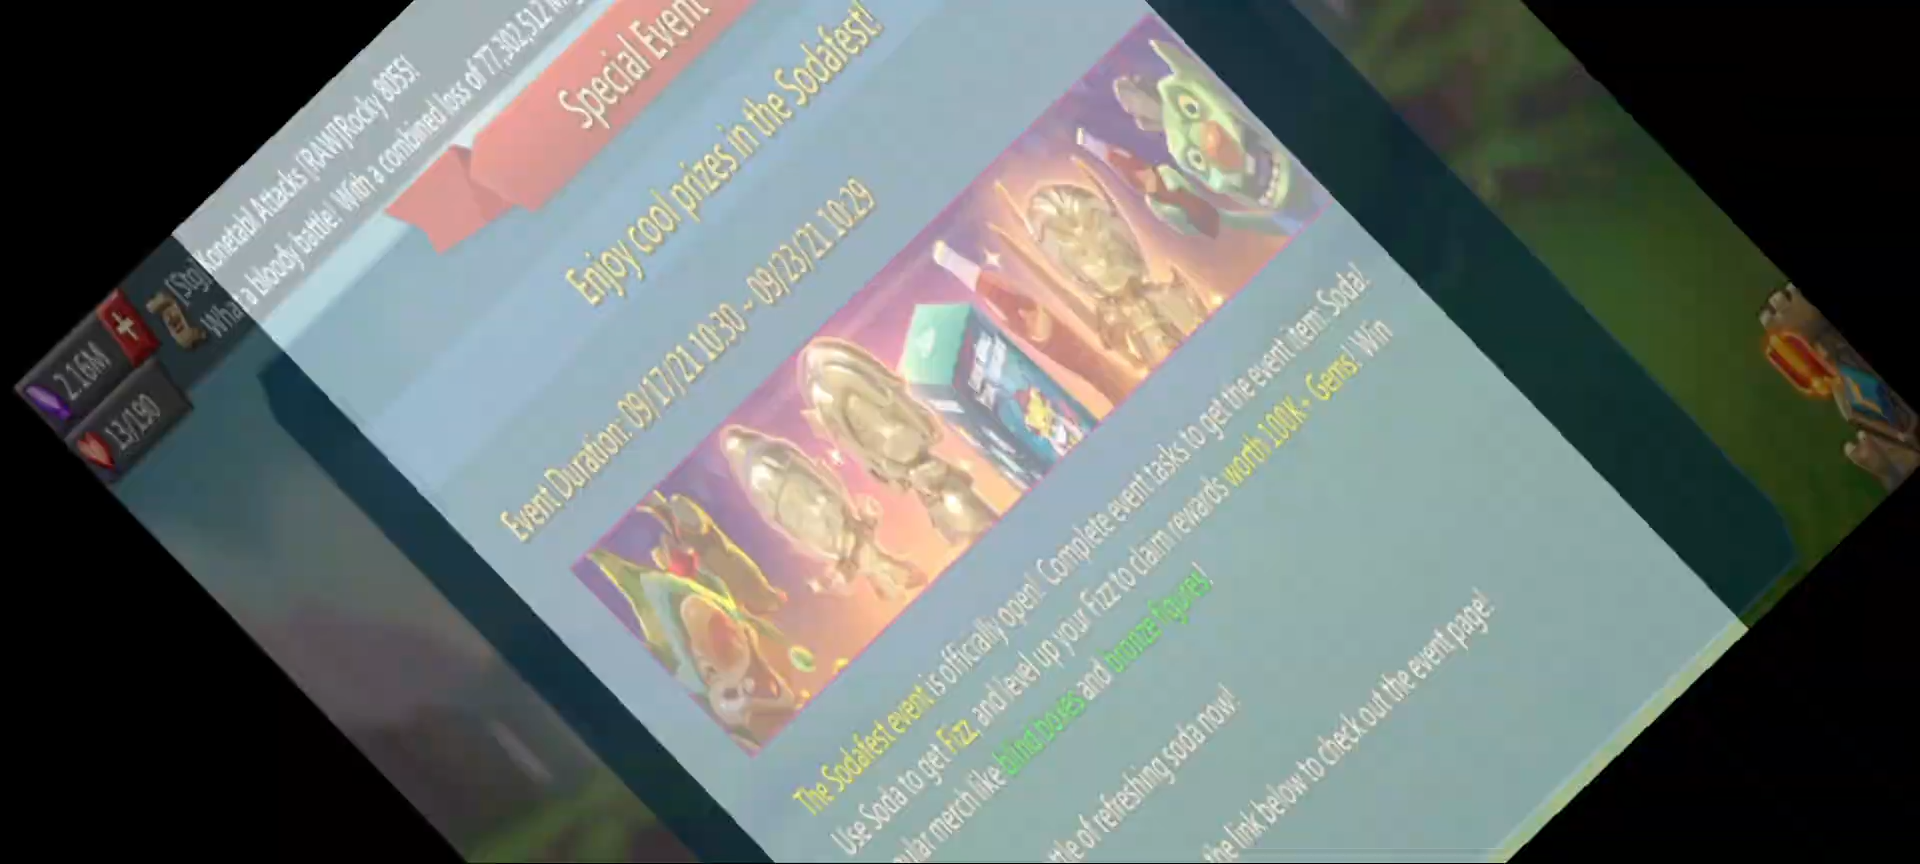 Attacks [RAW]Rocky 8055!
a bloody battle! With a combined loss of 77,302,512
2.16M
13/190
Special Event
Enjoy cool prizes in the Sodafest!
Event Duration: 09/17/21 10:30 ~ 09/23/21 10:29
The Sodafest event is officially open! Complete event tasks to get the event item: Soda!
Use Soda to get Fizz, and level up your Fizz to claim rewards worth 100K+ Gems! Win
merch like blind boxes and bronze figures!
of refreshing soda now!
the link below to check out the event page!